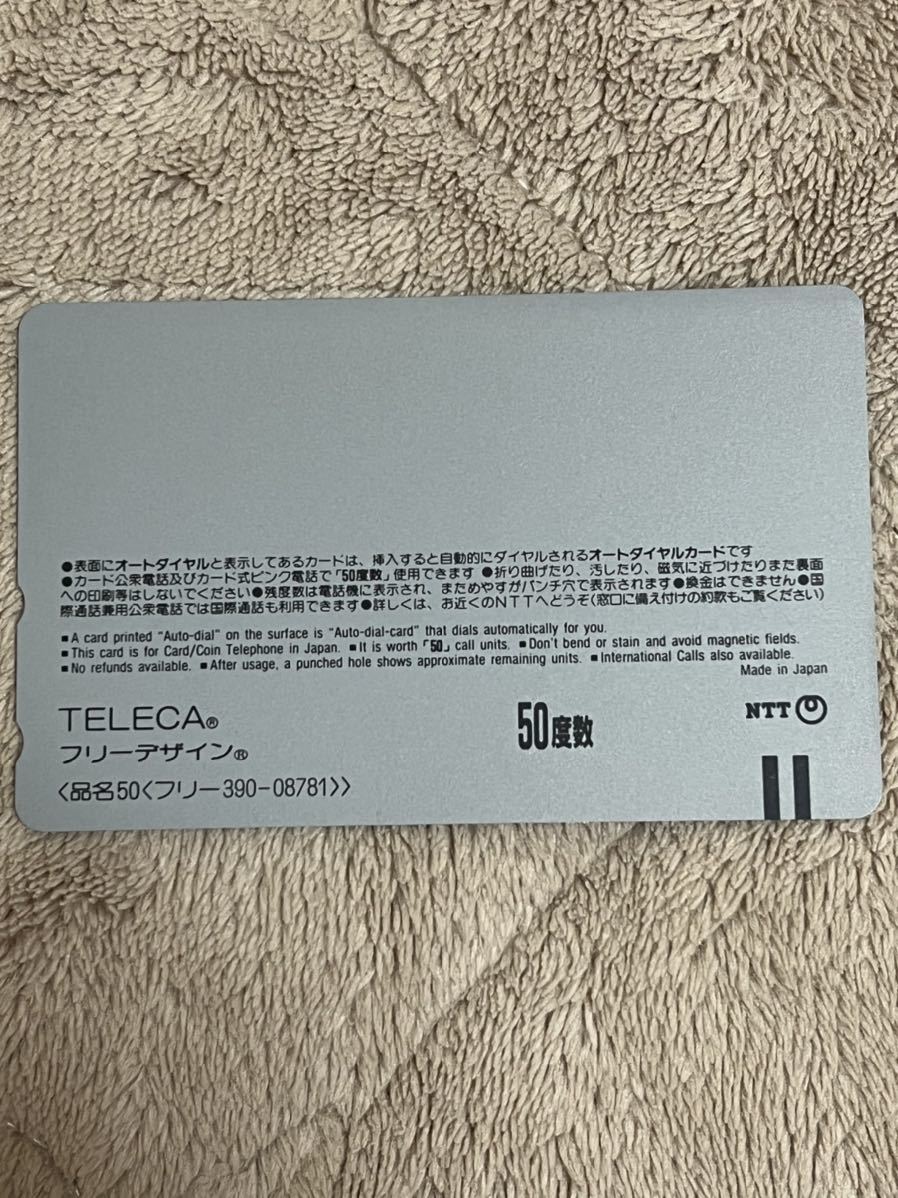 ●表面にオートダイヤルと表示してあるカードは、挿入すると自動的にダイヤルされるオートダイヤルカードです
●カード公衆電話及びカード式ピンク電話で「50度数」使用できます ●折り曲げたり、汚したり、磁気に近づけたりまた裏面
への印刷等はしないでください●残度数は電話機に表示され、まためやすがパンチ穴で表示されます●換金はできません●国
際通話兼用公衆電話では国際通話も利用できます●詳しくは、お近くのNTTへどうぞ(窓口に備え付けの約款もご覧ください)
■A card printed "Auto-dial" on the surface is "Auto-dial-card" that dials automatically for you.
■This card is for Card/Coin Telephone in Japan. ■It is worth「50」call units. ■Don't bend or stain and avoid magnetic fields.
■No refunds available. ■After usage, a punched hole shows approximate remaining units. ■International Calls also available.
Made in Japan
TELECA®
フリーデザイン®
50度数
NTT
〈品名50〈フリー390-08781〉〉